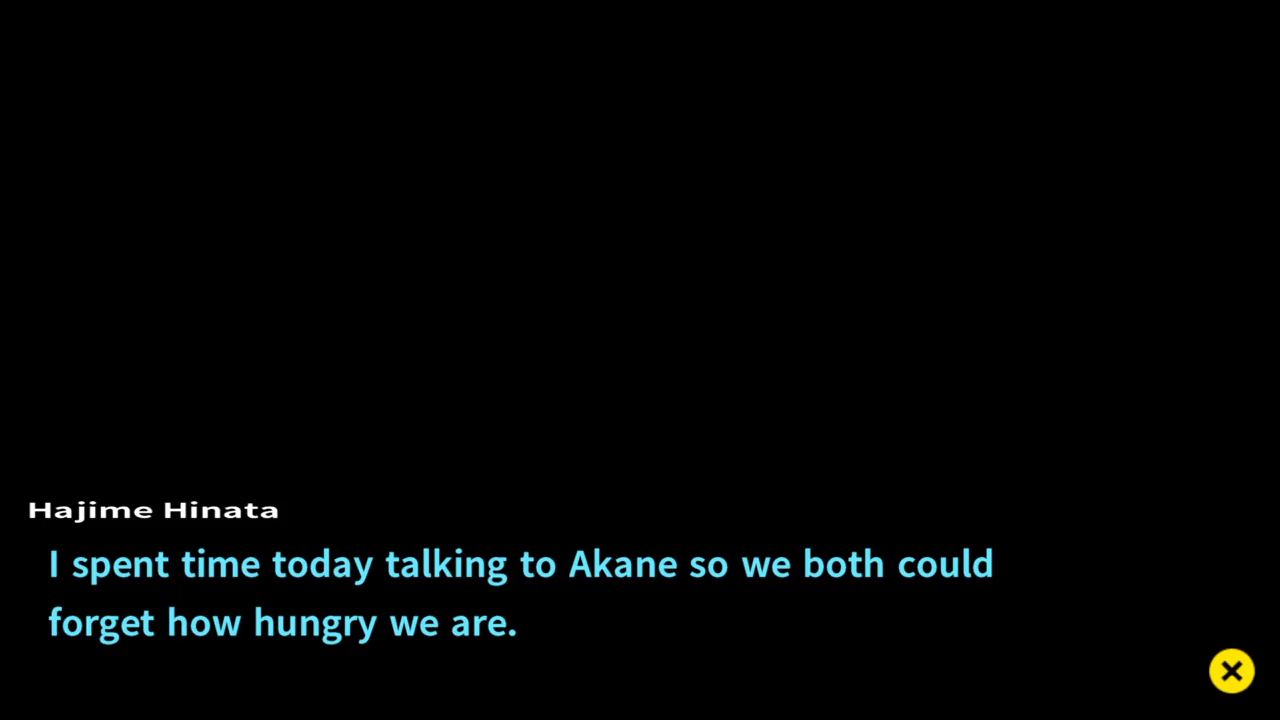 Hajime Hinata
I spent time today talking to Akane so we both could
forget how hungry we are.